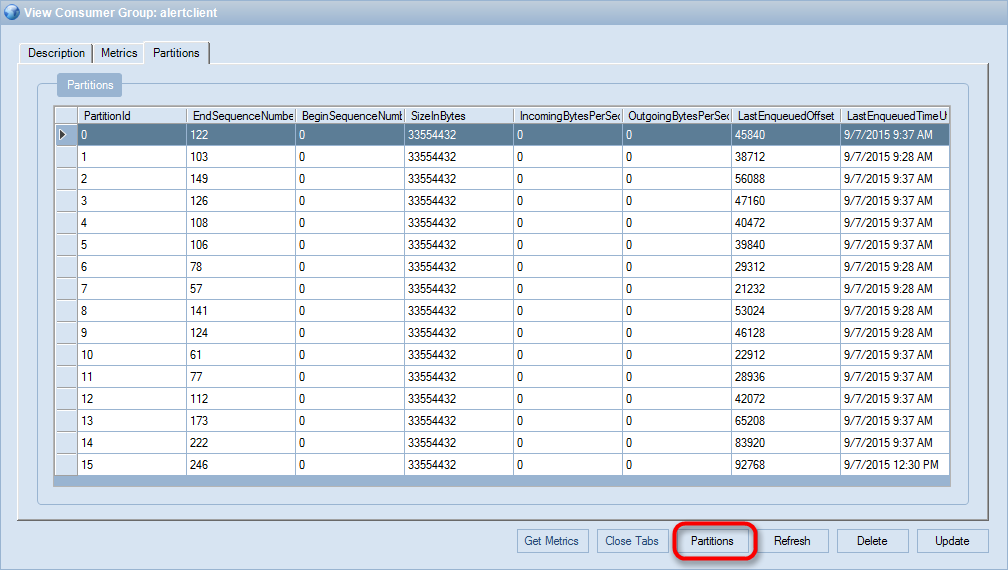 View Consumer Group: alertclient
Description Metrics Partitions
Partitions
PartitionId EndSequenceNumbe BeginSequenceNumb SizeInBytes IncomingBytesPerSec OutgoingBytesPerSec LastEnqueuedOffset LastEnqueuedTimeU
0 122 0 33554432 0 0 45840 9/7/2015 9:37 AM
1 103 0 33554432 0 0 38712 9/7/2015 9:28 AM
2 149 0 33554432 0 0 56088 9/7/2015 9:37 AM
3 126 0 33554432 0 0 47160 9/7/2015 9:37 AM
4 108 0 33554432 0 0 40472 9/7/2015 9:37 AM
5 106 0 33554432 0 0 39840 9/7/2015 9:37 AM
6 78 0 33554432 0 0 29312 9/7/2015 9:28 AM
7 57 0 33554432 0 0 21232 9/7/2015 9:28 AM
8 141 0 33554432 0 0 53024 9/7/2015 9:28 AM
9 124 0 33554432 0 0 46128 9/7/2015 9:28 AM
10 61 0 33554432 0 0 22912 9/7/2015 9:37 AM
11 77 0 33554432 0 0 28936 9/7/2015 9:37 AM
12 112 0 33554432 0 0 42072 9/7/2015 9:37 AM
13 173 0 33554432 0 0 65208 9/7/2015 9:37 AM
14 222 0 33554432 0 0 83920 9/7/2015 9:37 AM
15 246 0 33554432 0 0 92768 9/7/2015 12:30 PM
Get Metrics Close Tabs Partitions Refresh Delete Update